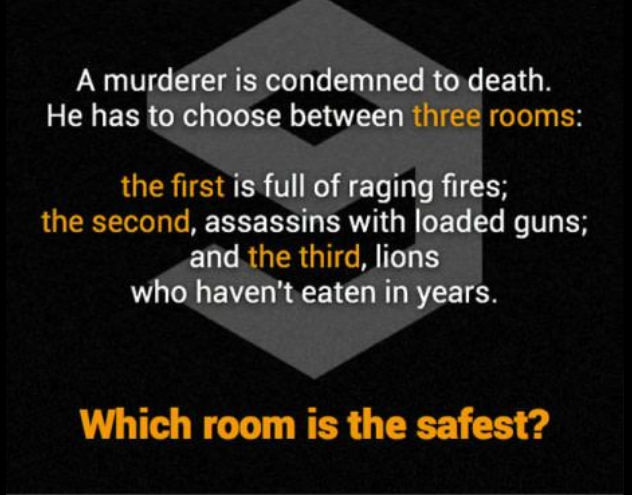 A murderer is condemned to death.
He has to choose between three rooms:
the first is full of raging fires;
the second, assassins with loaded guns;
and the third, lions
who haven't eaten in years.
Which room is the safest?